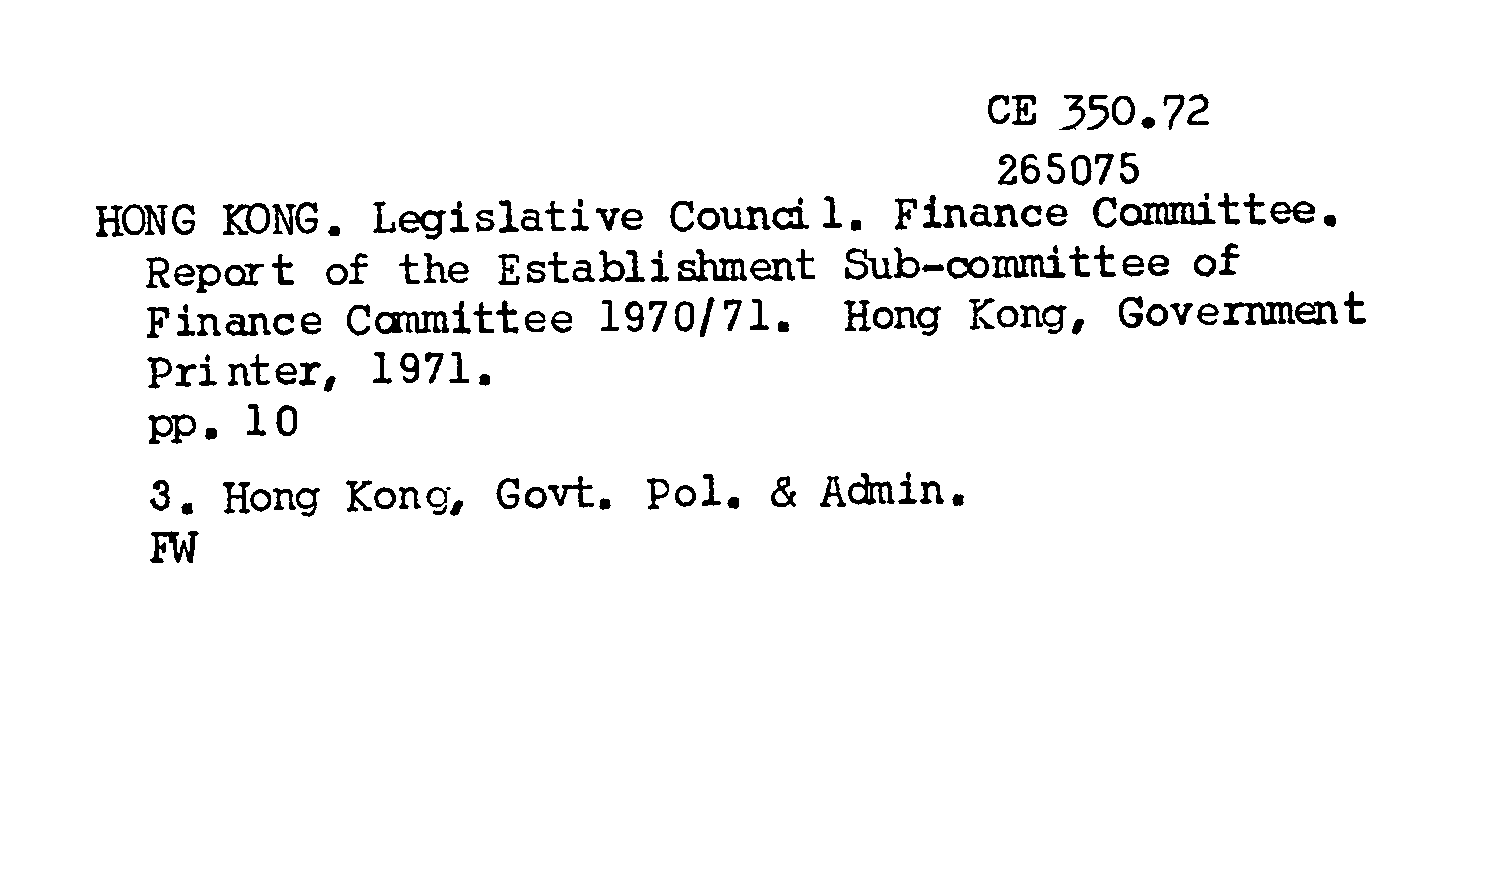 CE 350.72
265075
HONG KONG. Legislative Council. Finance Committee.
Report of the Establishment Sub-committee of
Finance Committee 1970/71. Hong Kong, Government
Printer, 1971.
pp. 10
3. Hong Kong, Govt. Pol. & Admin.
FW